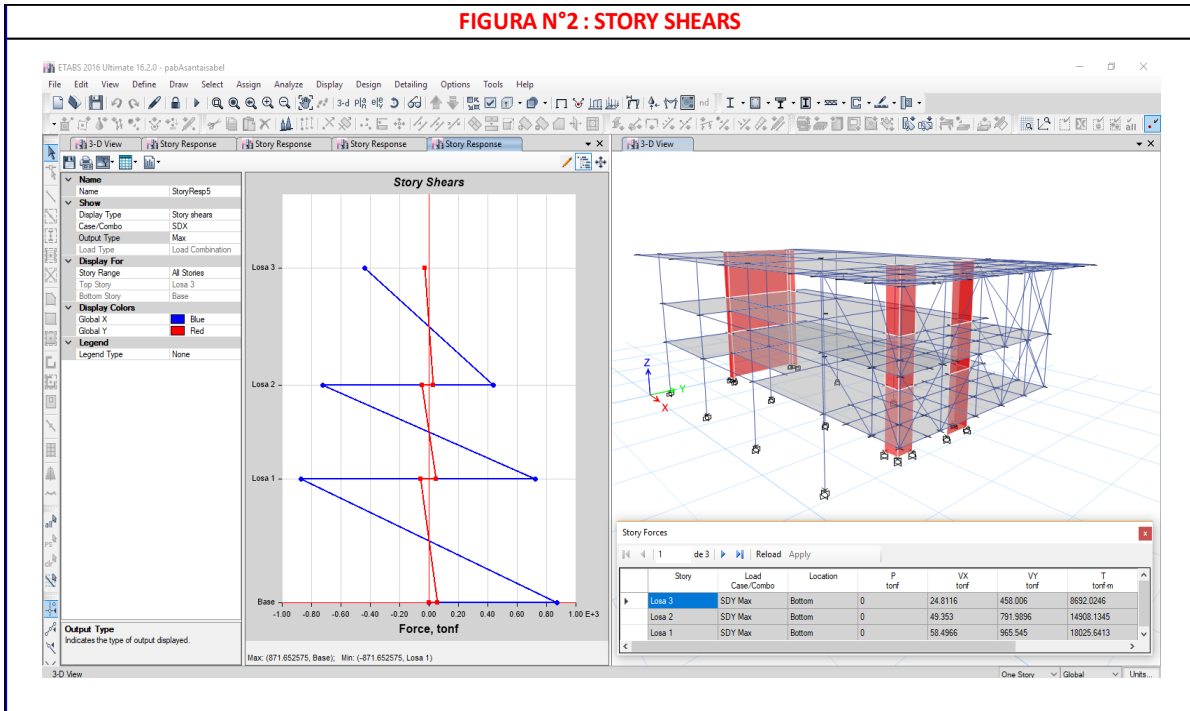 FIGURA N°2 : STORY SHEARS
ETABS 2016 Ultimate 16.2.0 - pabAsantaisabel
File Edit View Define Draw Select Assign Analyze Display Design Detailing Options Tools Help
3-d
nd
all
3-D View Story Response Story Response Story Response Story Response
3-D View
Name
Name StoryResp5
Show
Display Type Story shears
Case/Combo SDX
Output Type Max
Load Type Load Combination
Display For
Story Range All Stories
Top Story Losa 3
Bottom Story Base
Display Colors
Global X Blue
Global Y Red
Legend
Legend Type None
Output Type
Indicates the type of output displayed.
Story Shears
Losa 3
Losa 2
Losa 1
Base
-1.00 -0.80 -0.60 -0.40 -0.20 0.00 0.20 0.40 0.60 0.80 1.00 E+3
Force, tonf
Max: (871.652575, Base); Min: (-871.652575, Losa 1)
Z
Y
X
Story Forces
1 de 3 Reload Apply
Story Load Case/Combo Location P tonf VX tonf VY tonf T tonf-m
Losa 3 SDY Max Bottom 0 24.8116 458.006 8692.0246
Losa 2 SDY Max Bottom 0 49.353 791.9896 14908.1345
Losa 1 SDY Max Bottom 0 58.4966 965.545 18025.6413
3-D View
One Story Global Units...